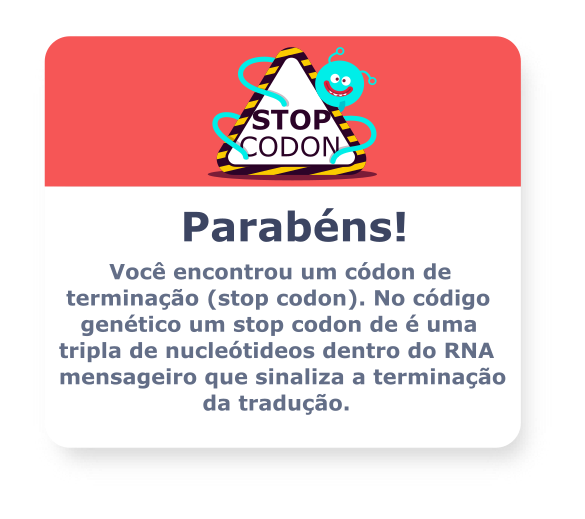 STOP
CODON
Parabéns!
Você encontrou um códon de
terminação (stop codon). No código
genético um stop codon de é uma
tripla de nucleótideos dentro do RNA
mensageiro que sinaliza a terminação
da tradução.